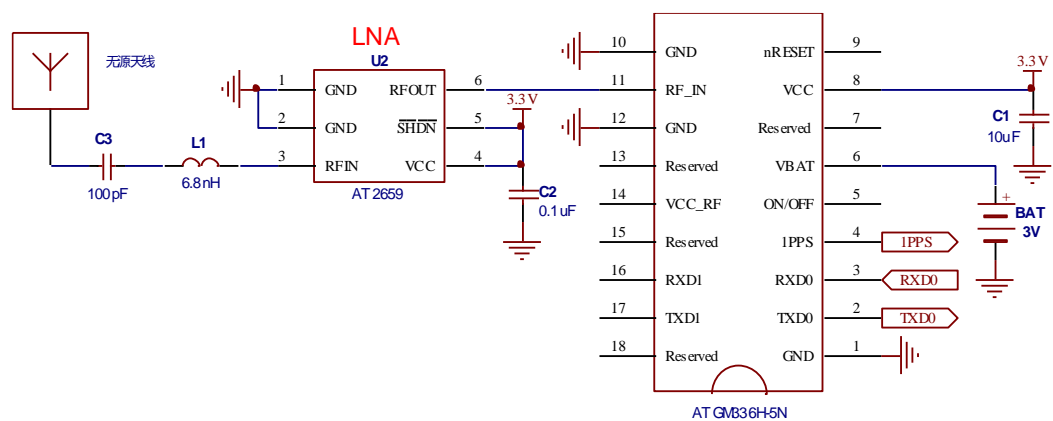 无源天线
C3
100pF
L1
6.8nH
LNA
U2
1 GND RFOUT 6
2 GND SHDN 5
3 RFIN VCC 4
AT2659
3.3V
C2
0.1uF
10 GND nRESET 9
11 RF_IN VCC 8
12 GND Reserved 7
13 Reserved VBAT 6
14 VCC_RF ON/OFF 5
15 Reserved 1PPS 4
16 RXD1 RXD0 3
17 TXD1 TXD0 2
18 Reserved GND 1
ATGM336H-5N
3.3V
C1
10uF
+
BAT
3V
1PPS
RXD0
TXD0